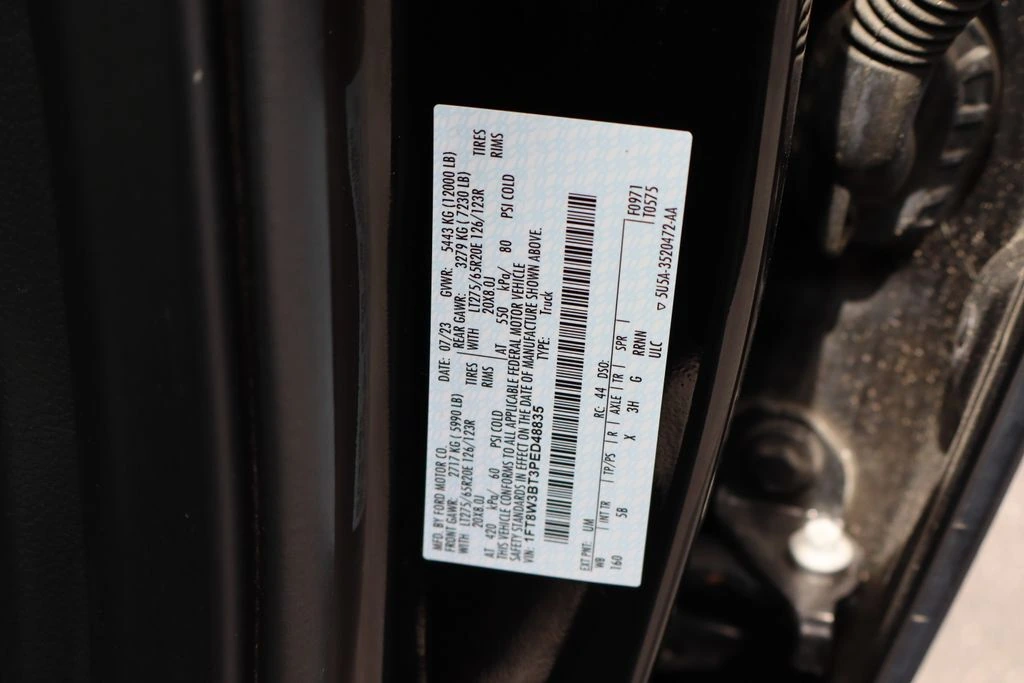 MFD. BY FORD MOTOR CO.
DATE: 07/23 GVWR: 5443 KG (12000 LB)
FRONT GAWR: 2717 KG ( 5990 LB)
REAR GAWR: 3279 KG ( 7230 LB)
WITH LT275/65R20E 126/123R TIRES
WITH LT275/65R20E 126/123R TIRES
20X8.0J RIMS
20X8.0J RIMS
AT 420 kPa/ 60 PSI COLD
AT 550 kPa/ 80 PSI COLD
THIS VEHICLE CONFORMS TO ALL APPLICABLE FEDERAL MOTOR VEHICLE
SAFETY STANDARDS IN EFFECT ON THE DATE OF MANUFACTURE SHOWN ABOVE.
VIN: 1FT8W3BT3PED48835
TYPE: Truck
EXT PNT: UM RC: 44 DSO: F0971
WB INT TR TP/PS R AXLE TR SPR T0575
160 5B X 3H G RRNN
ULC
▽ 5U5A-3520472-AA